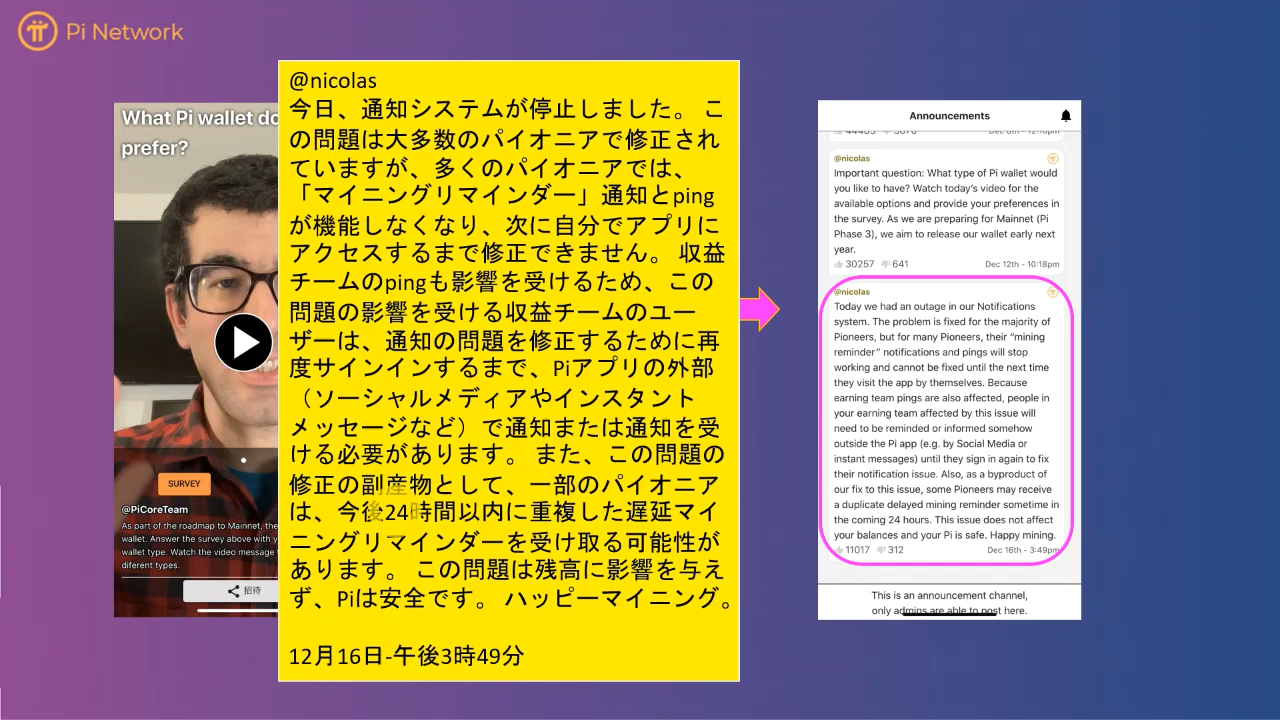 Pi Network
What Pi wallet do
prefer?
SURVEY
@PiCoreTeam
As part of the roadmap to Mainnet, the
wallet. Answer the survey above with y
wallet type. Watch the video message
diferent types.
招待
@nicolas
今日、通知システムが停止しました。 こ
の問題は大多数のパイオニアで修正され
ていますが、多くのパイオニアでは、
「マイニングリマインダー」通知とping
が機能しなくなり、次に自分でアプリに
アクセスするまで修正できません。 収益
チームのpingも影響を受けるため、この
問題の影響を受ける収益チームのユー
ザーは、通知の問題を修正するために再
度サインインするまで、Piアプリの外部
（ソーシャルメディアやインスタント
メッセージなど）で通知または通知を受
ける必要があります。 また、この問題の
修正の副産物として、一部のパイオニア
は、今後24時間以内に重複した遅延マイ
ニングリマインダーを受け取る可能性が
あります。 この問題は残高に影響を与え
ず、Piは安全です。 ハッピーマイニング。
12月16日-午後3時49分
Announcements
@nicolas
Important question: What type of Pi wallet would
you like to have? Watch today's video for the
available options and provide your preferences in
the survey. As we are preparing for Mainnet (Pi
Phase 3), we aim to release our wallet early next
year.
30257 641 Dec 12th - 10:18pm
@nicolas
Today we had an outage in our Notifications
system. The problem is fixed for the majority of
Pioneers, but for many Pioneers, their “mining
reminder” notifications and pings will stop
working and cannot be fixed until the next time
they visit the app by themselves. Because
earning team pings are also affected, people in
your earning team affected by this issue will
need to be reminded or informed somehow
outside the Pi app (e.g. by Social Media or
instant messages) until they sign in again to fix
their notification issue. Also, as a byproduct of
our fix to this issue, some Pioneers may receive
a duplicate delayed mining reminder sometime in
the coming 24 hours. This issue does not affect
your balances and your Pi is safe. Happy mining.
11017 312 Dec 16th - 3:49pm
This is an announcement channel,
only admins are able to post here.